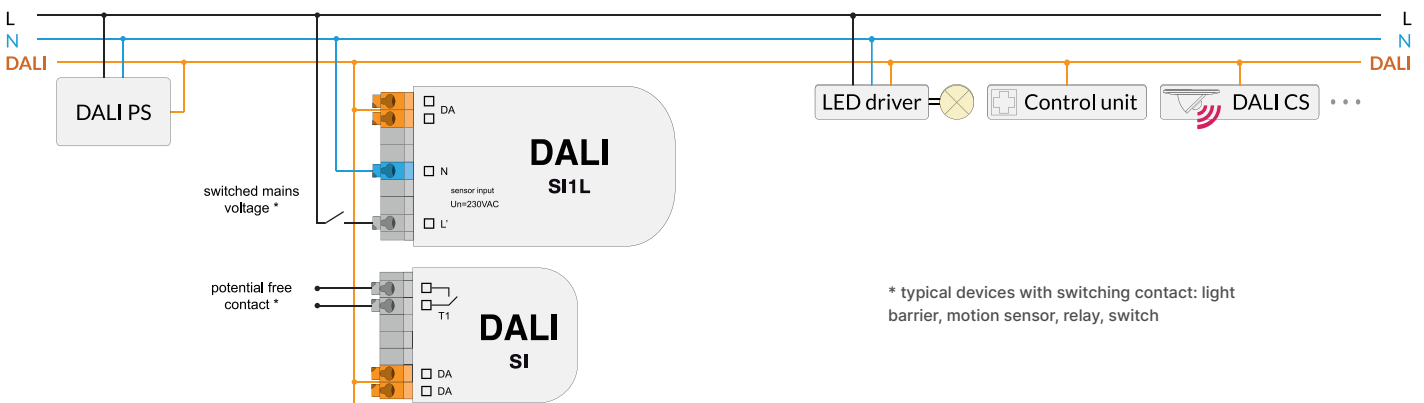 L
N
DALI
L
N
DALI
DALI PS
DA
N
sensor input
Un=230VAC
L'
DALI
SI1L
switched mains
voltage *
LED driver
Control unit
DALI CS
potential free
contact *
T1
DALI
SI
DA
DA
* typical devices with switching contact: light
barrier, motion sensor, relay, switch